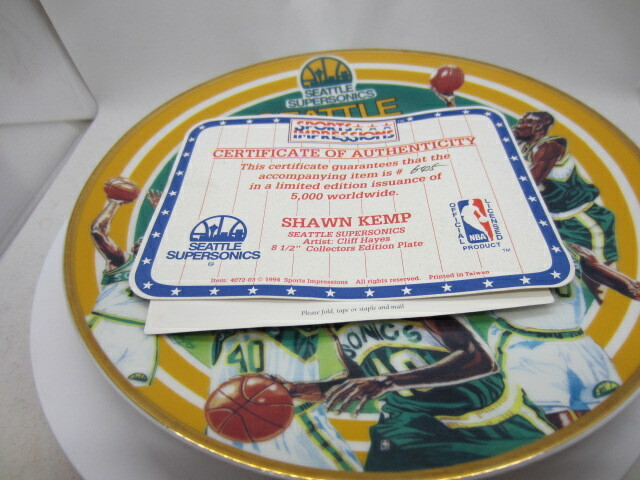 SEATTLE
SUPERSONICS
SEATTLE
SPORTS
IMPRESSIONS
CERTIFICATE OF AUTHENTICITY
This certificate guarantees that the
accompanying item is #
in a limited edition issuance of
5,000 worldwide.
SHAWN KEMP
SEATTLE SUPERSONICS
Artist: Cliff Hayes
8 1/2" Collectors Edition Plate
SEATTLE
SUPERSONICS
OFFICIAL
LICENSED
NBA
PRODUCT™
Item: 4072-03 © 1994 Sports Impressions All rights reserved. Printed in Taiwan
Please fold, tape or staple and mail
40
SONICS